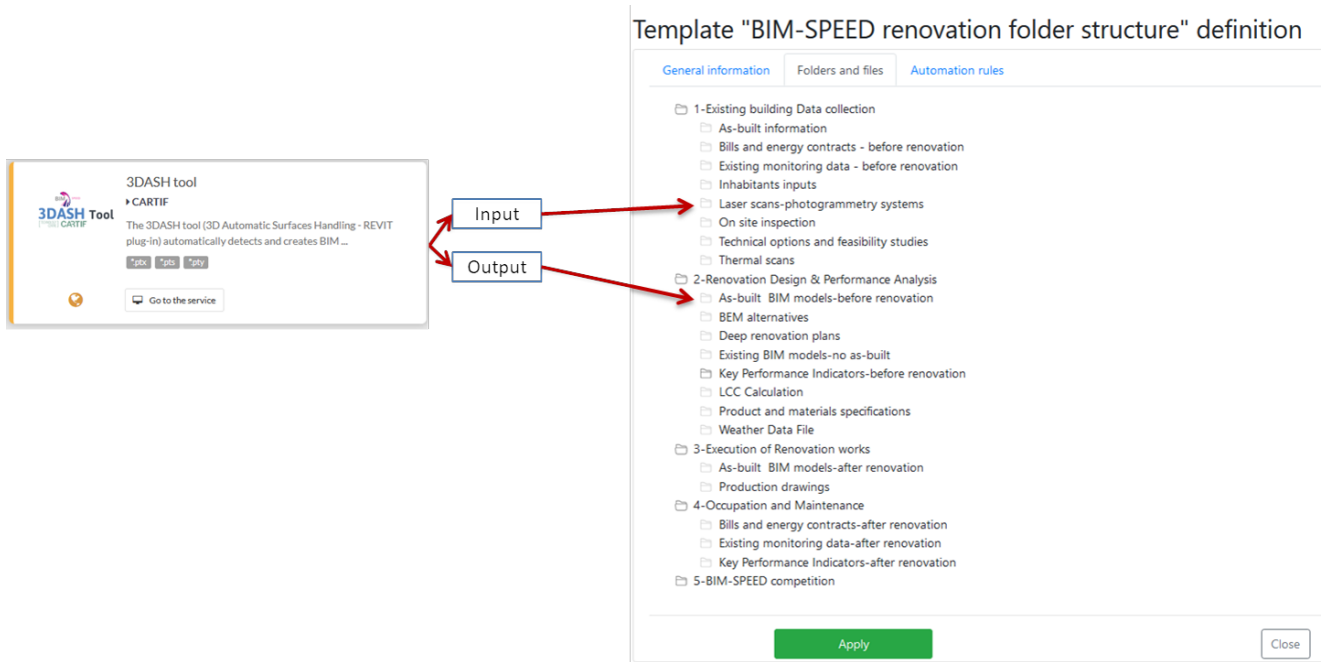 Template "BIM-SPEED renovation folder structure" definition
General information
Folders and files
Automation rules
1-Existing building Data collection
As-built information
Bills and energy contracts - before renovation
Existing monitoring data - before renovation
Inhabitants inputs
Laser scans-photogrammetry systems
On site inspection
Technical options and feasibility studies
Thermal scans
2-Renovation Design & Performance Analysis
As-built BIM models-before renovation
BEM alternatives
Deep renovation plans
Existing BIM models-no as-built
Key Performance Indicators-before renovation
LCC Calculation
Product and materials specifications
Weather Data File
3-Execution of Renovation works
As-built BIM models-after renovation
Production drawings
4-Occupation and Maintenance
Bills and energy contracts-after renovation
Existing monitoring data-after renovation
Key Performance Indicators-after renovation
5-BIM-SPEED competition
Apply
Close
3DASH tool
CARTIF
The 3DASH tool (3D Automatic Surfaces Handling - REVIT
plug-in) automatically detects and creates BIM ...
*.ptx *.pts *.pty
Go to the service
BIM
3DASH Tool
CARTIF
Input
Output